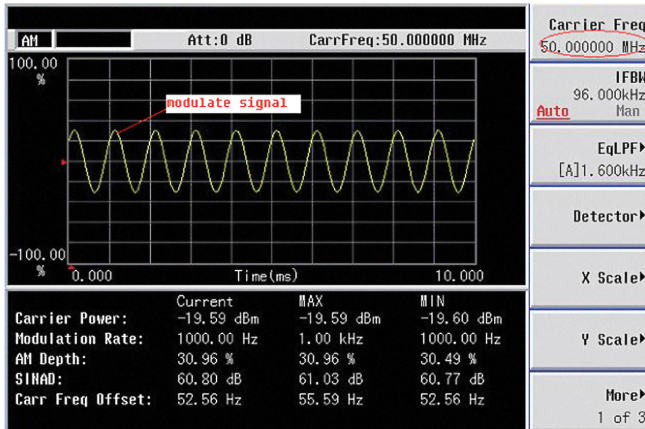 AM Att:0 dB CarrFreq:50.000000 MHz
100.00
%
modulate signal
-100.00
%
0.000 Time(ms) 10.000
Current MAX MIN
Carrier Power: -19.59 dBm -19.59 dBm -19.60 dBm
Modulation Rate: 1000.00 Hz 1.00 kHz 1000.00 Hz
AM Depth: 30.96 % 30.96 % 30.49 %
SINAD: 60.80 dB 61.03 dB 60.77 dB
Carr Freq Offset: 52.56 Hz 55.59 Hz 52.56 Hz
Carrier Freq
50.000000 MHz
IFBW
96.000kHz
Auto Man
EqLPF
[A]1.600kHz
Detector
X Scale
Y Scale
More
1 of 3